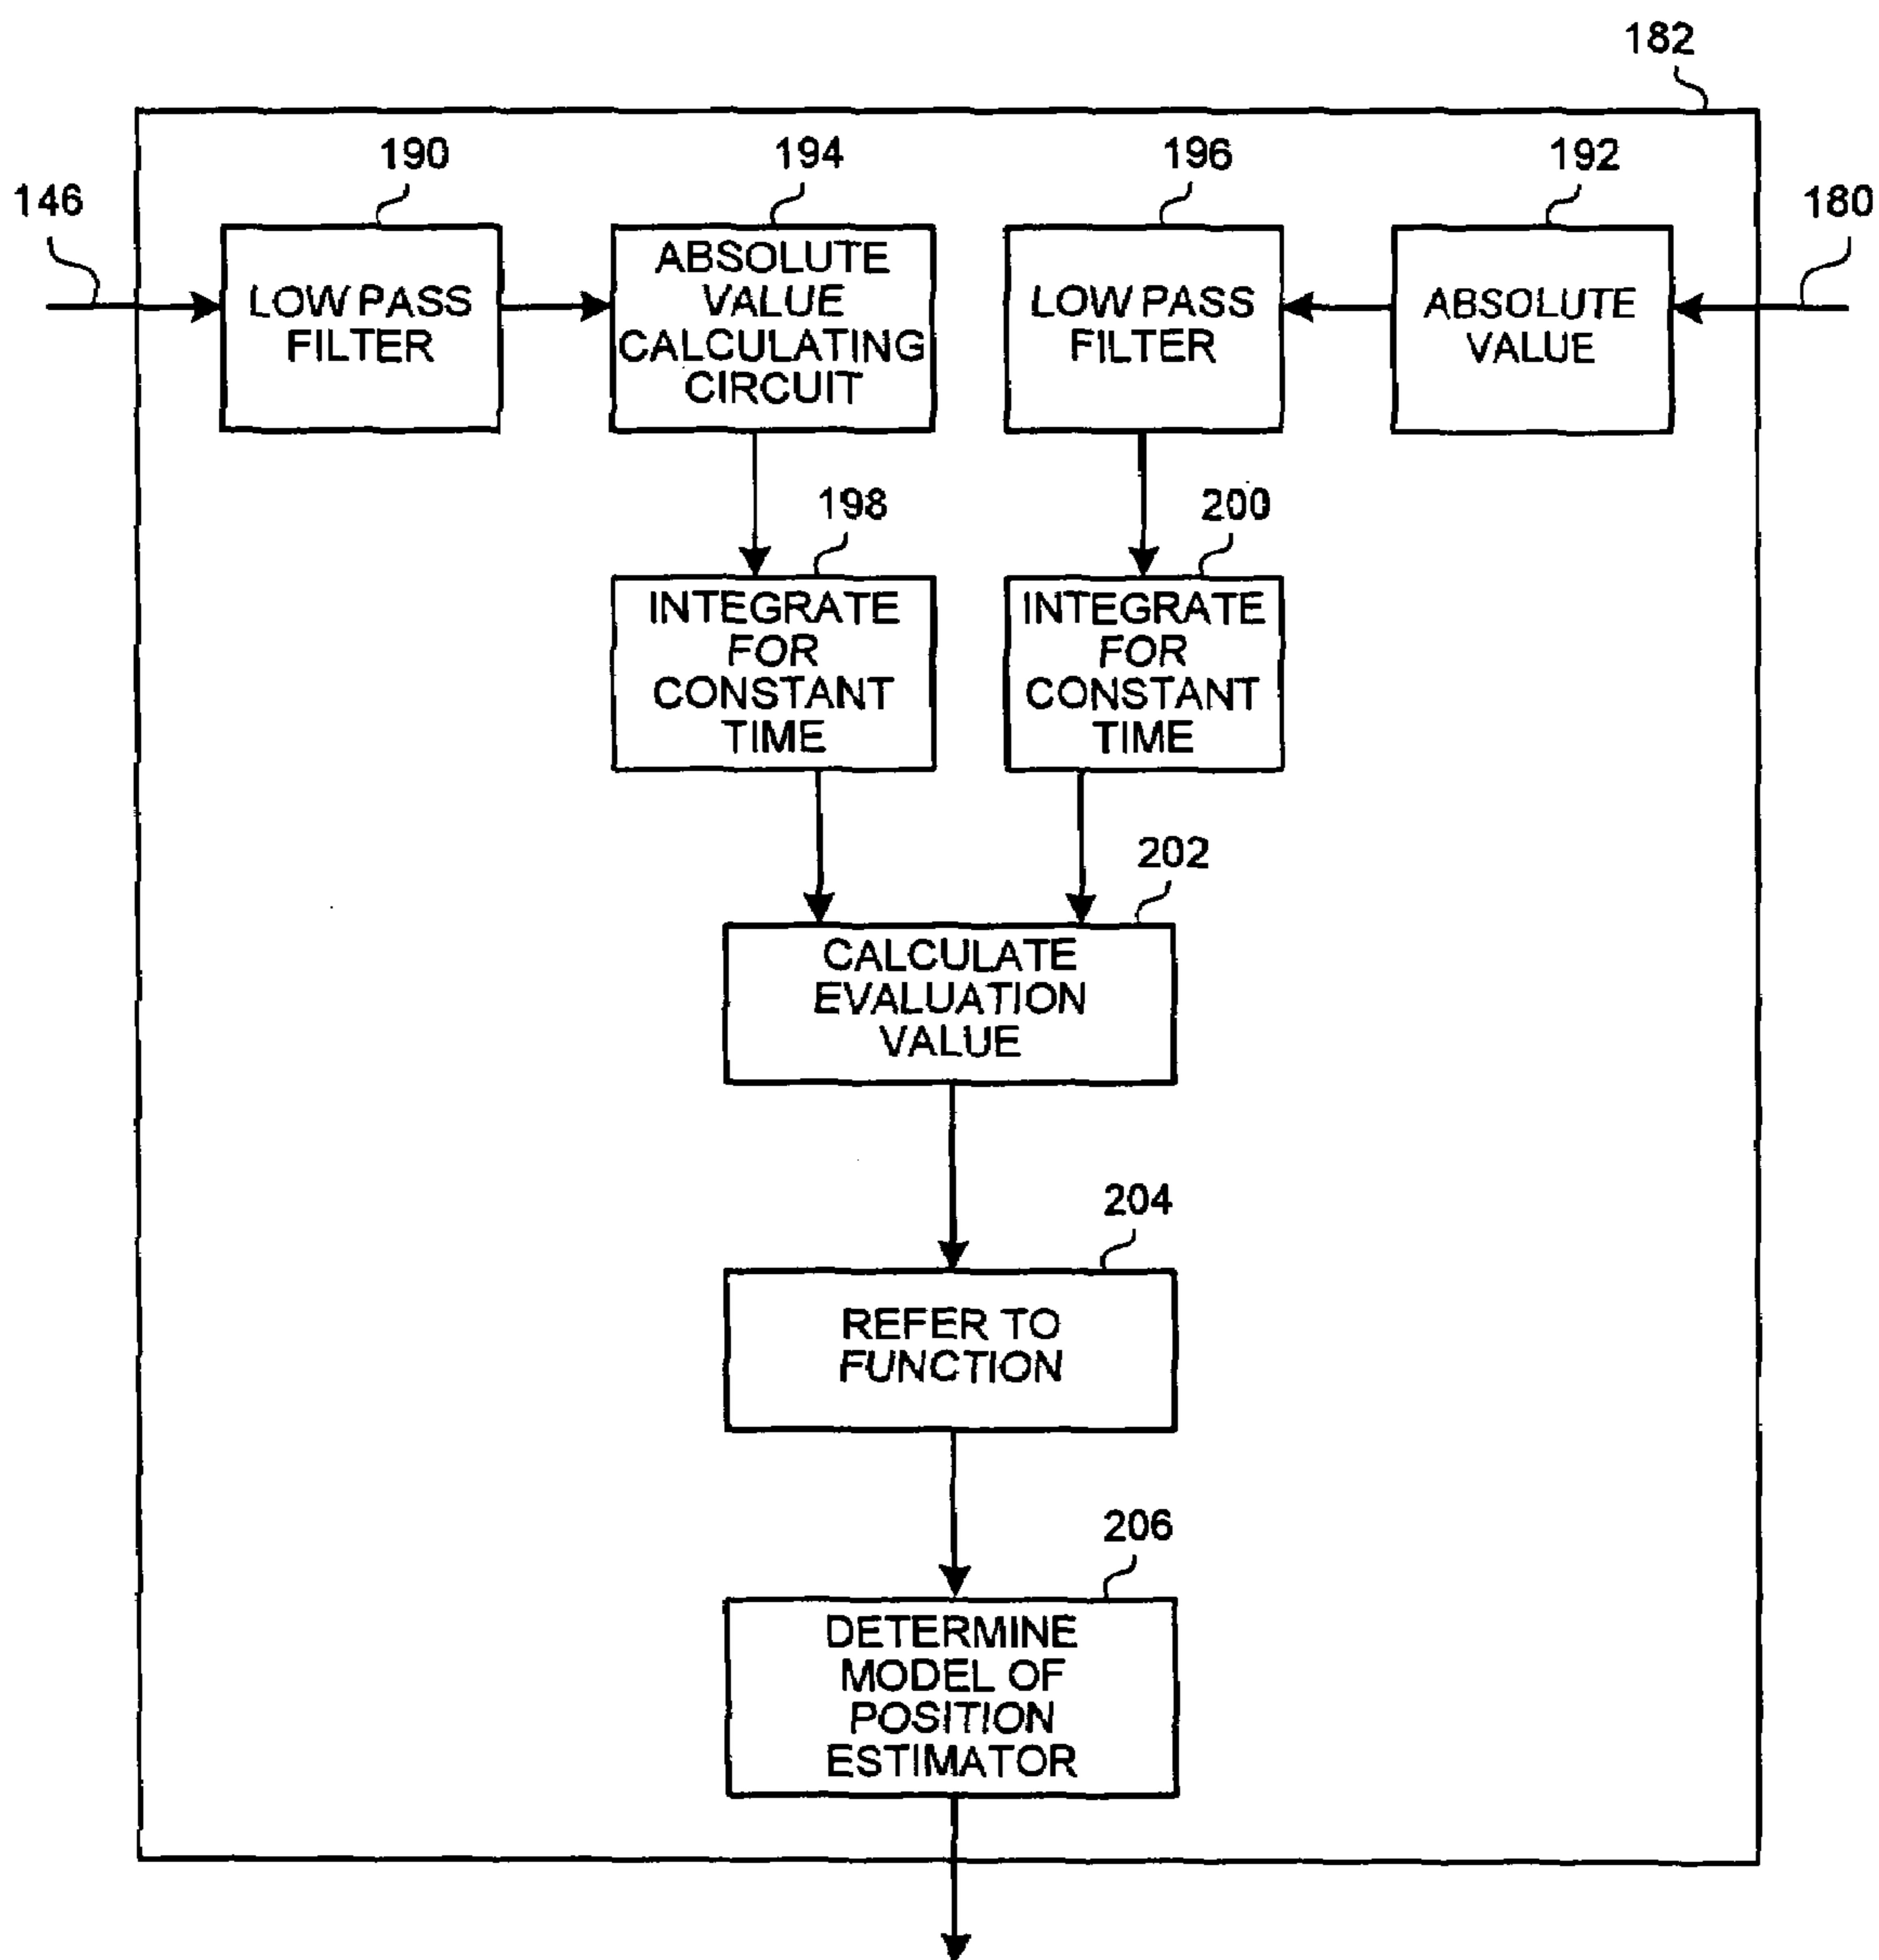 182
190
194
196
192
146
180
LOW PASS
FILTER
ABSOLUTE
VALUE
CALCULATING
CIRCUIT
LOW PASS
FILTER
ABSOLUTE
VALUE
198
200
INTEGRATE
FOR
CONSTANT
TIME
INTEGRATE
FOR
CONSTANT
TIME
202
CALCULATE
EVALUATION
VALUE
204
REFER TO
FUNCTION
206
DETERMINE
MODEL OF
POSITION
ESTIMATOR